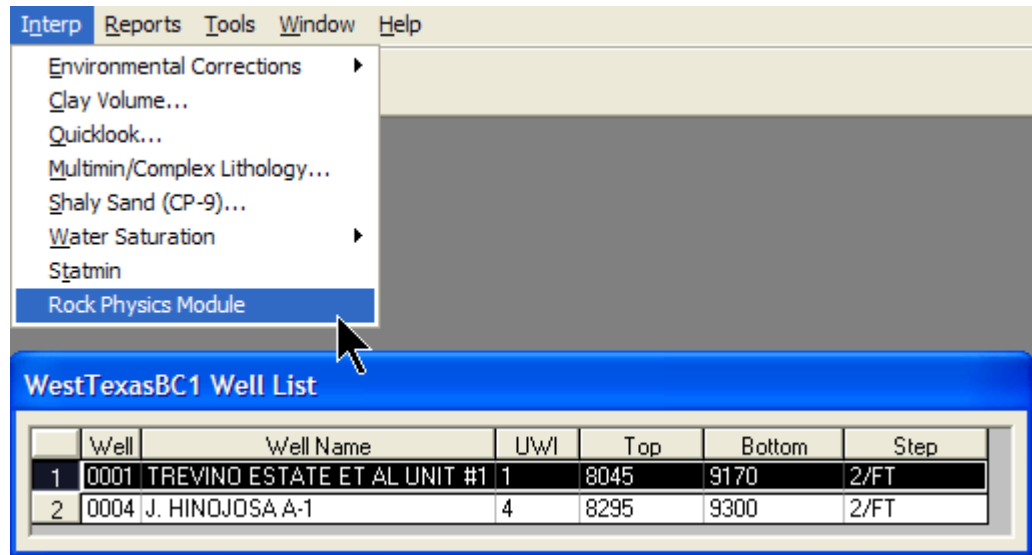 Interp Reports Tools Window Help
Environmental Corrections
Clay Volume...
Quicklook...
Multimin/Complex Lithology...
Shaly Sand (CP-9)...
Water Saturation
Statmin
Rock Physics Module
WestTexasBC1 Well List
Well Well Name UWI Top Bottom Step
1 0001 TREVINO ESTATE ET AL UNIT #1 1 8045 9170 2/FT
2 0004 J. HINOJOSA A-1 4 8295 9300 2/FT